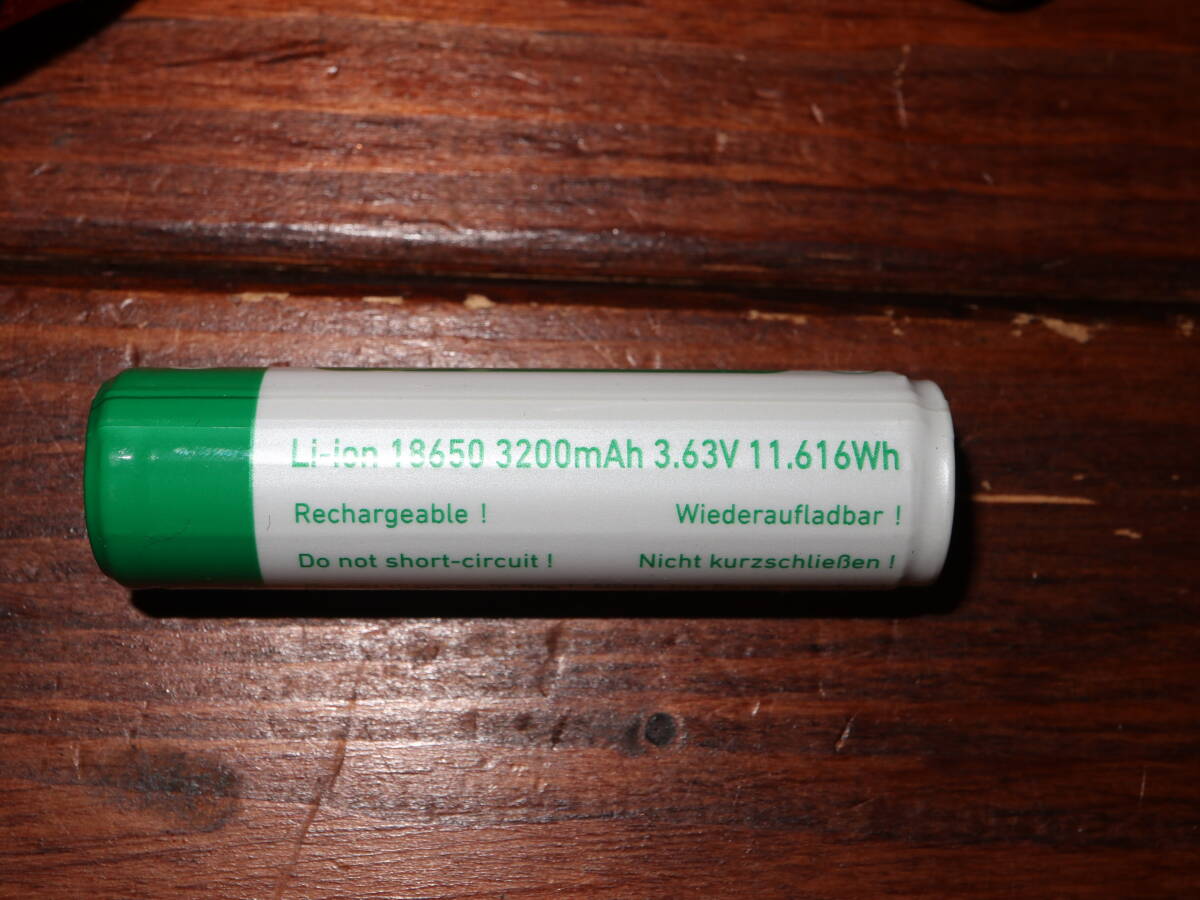 Li-ion 18650 3200mAh 3.63V 11.616Wh
Rechargeable ! Wiederaufladbar !
Do not short-circuit ! Nicht kurzschließen !